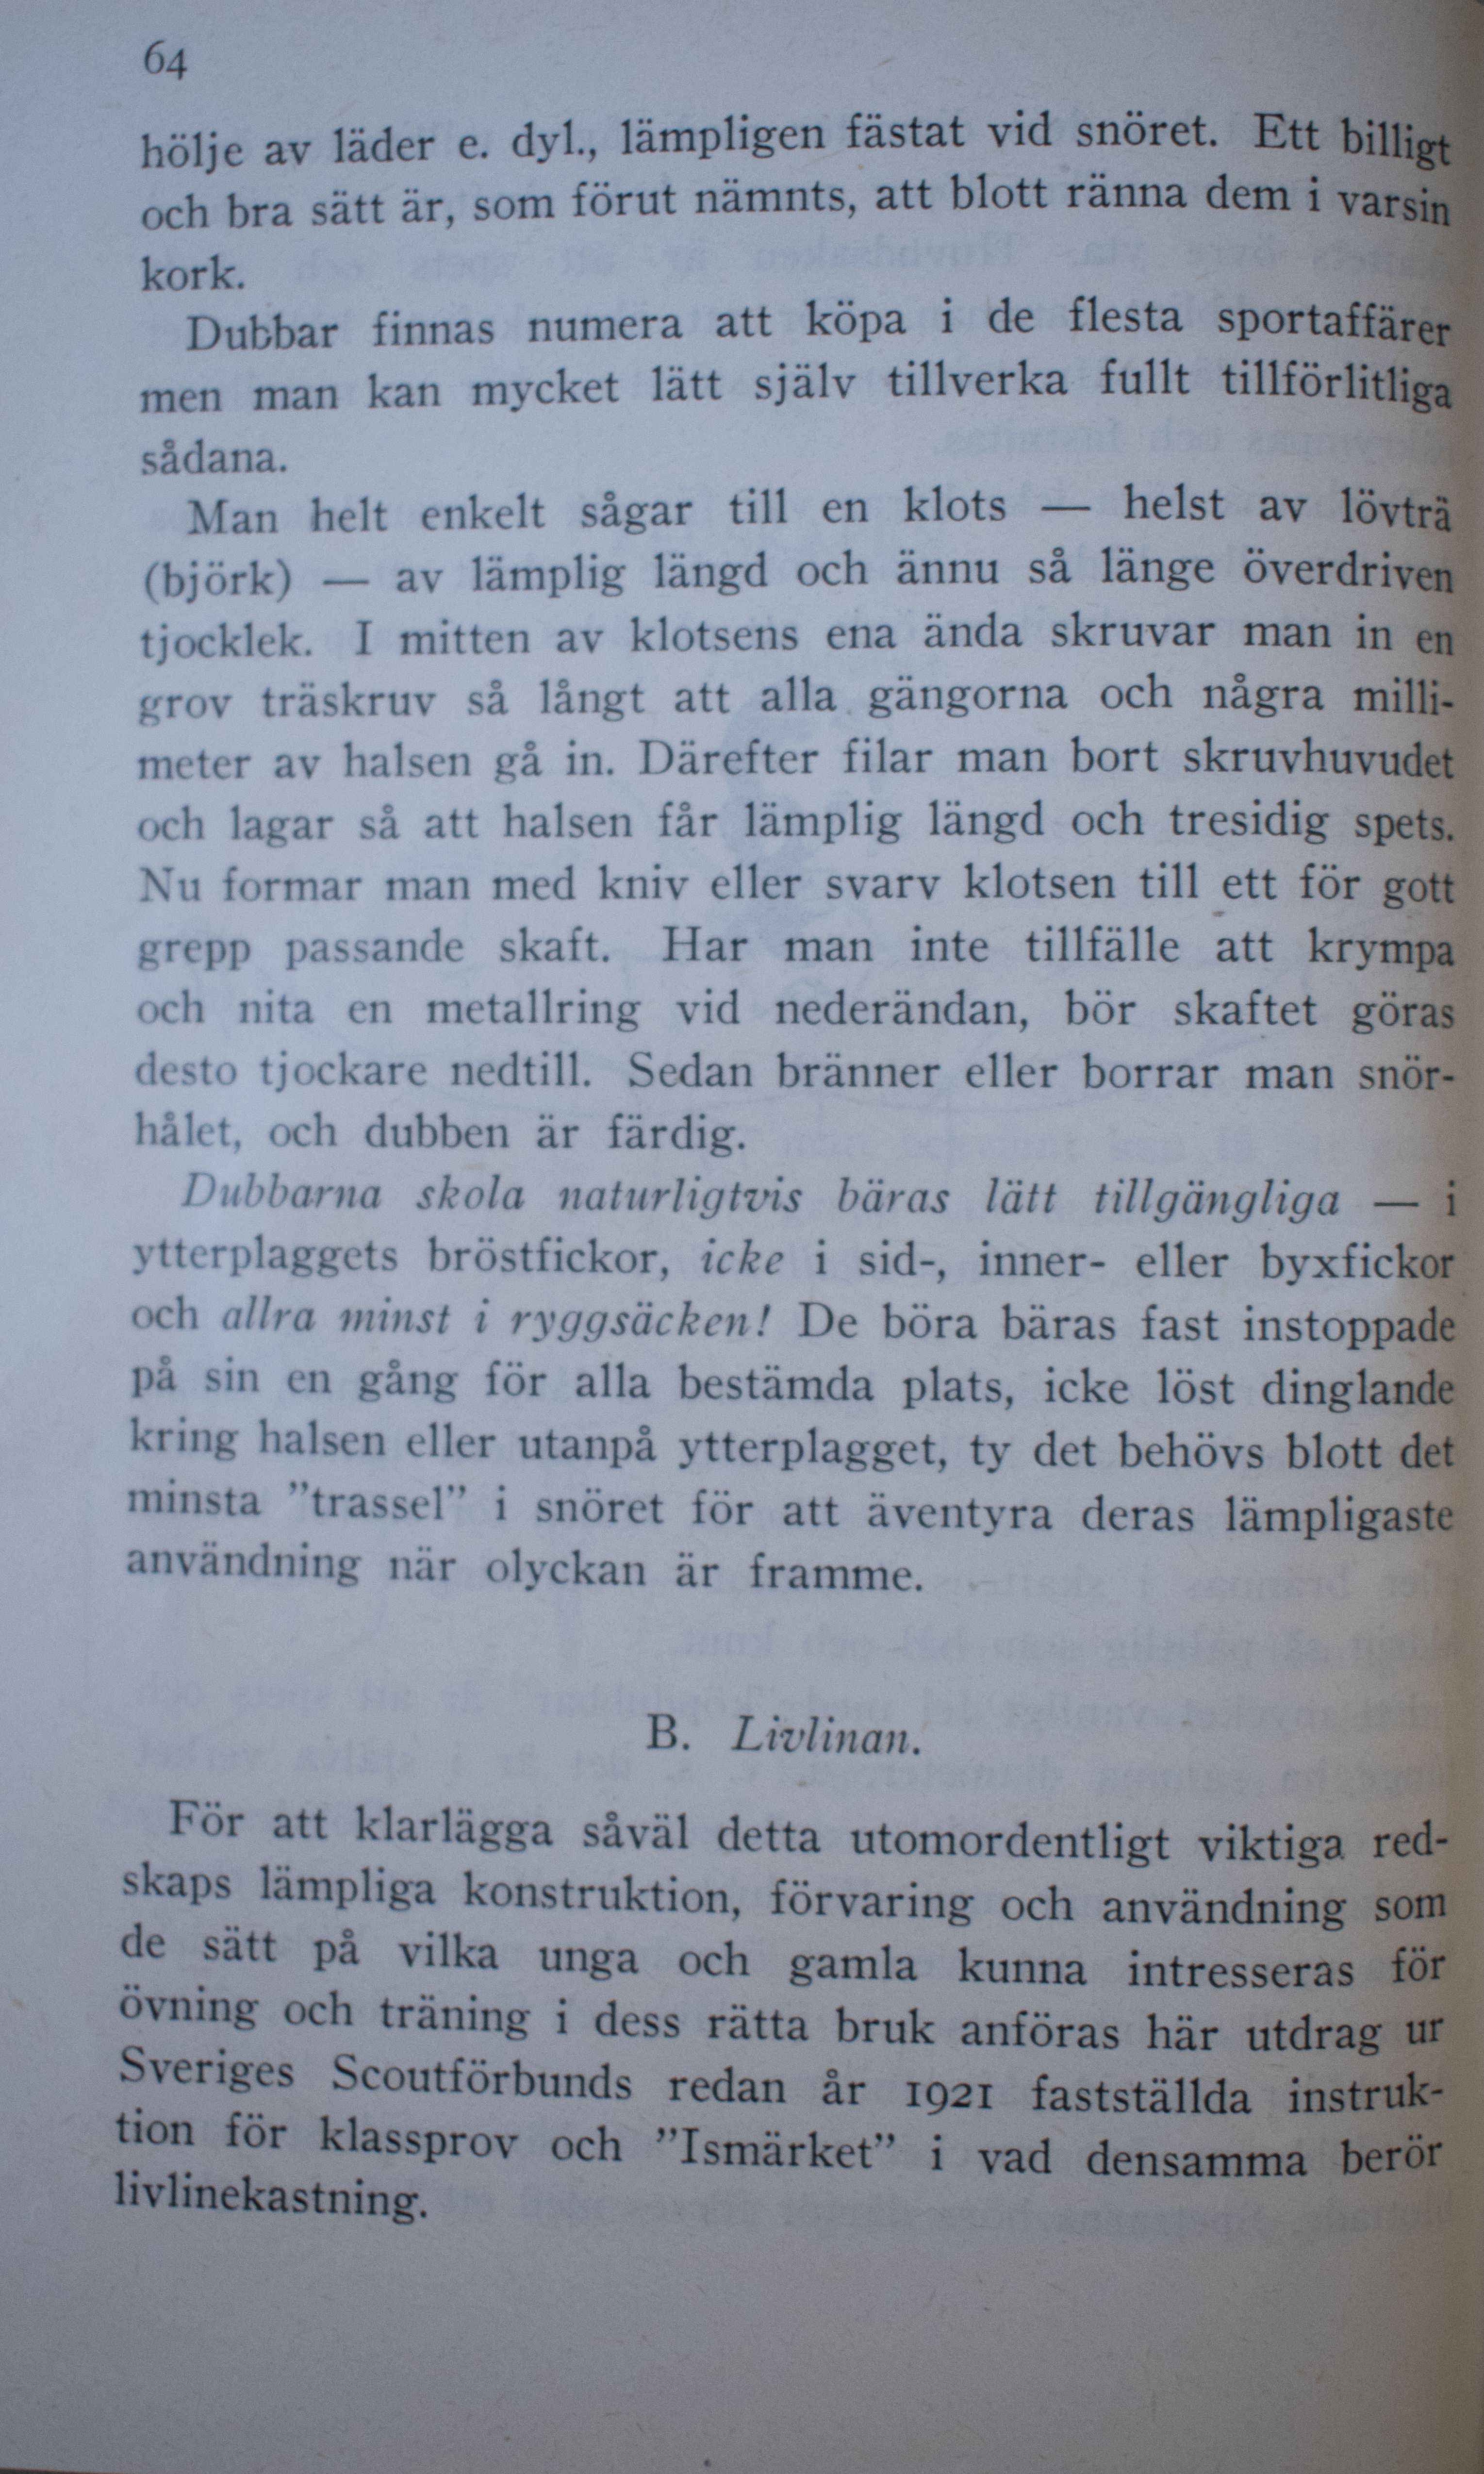 64
hölje av läder e. dyl., lämpligen fästat vid snöret. Ett billigt
och bra sätt är, som förut nämnts, att blott ränna dem i varsin
kork.
Dubbar finnas numera att köpa i de flesta sportaffärer
men man kan mycket lätt själv tillverka fullt tillförlitliga
sådana.
Man helt enkelt sågar till en klots — helst av lövträ
(björk) — av lämplig längd och ännu så länge överdriven
tjocklek. I mitten av klotsens ena ända skruvar man in en
grov träskruv så långt att alla gängorna och några milli-
meter av halsen gå in. Därefter filar man bort skruvhuvudet
och lagar så att halsen får lämplig längd och tresidig spets.
Nu formar man med kniv eller svarv klotsen till ett för gott
grepp passande skaft. Har man inte tillfälle att krympa
och nita en metallring vid nederändan, bör skaftet göras
desto tjockare nedtill. Sedan bränner eller borrar man snör-
hålet, och dubben är färdig.
Dubbarna skola naturligtvis bäras lätt tillgängliga — i
ytterplaggets bröstfickor, icke i sid-, inner- eller byxfickor
och allra minst i ryggsäcken! De böra bäras fast instoppade
på sin en gång för alla bestämda plats, icke löst dinglande
kring halsen eller utanpå ytterplagget, ty det behövs blott det
minsta ”trassel” i snöret för att äventyra deras lämpligaste
användning när olyckan är framme.
B. Livlinan.
För att klarlägga såväl detta utomordentligt viktiga red-
skaps lämpliga konstruktion, förvaring och användning som
de sätt på vilka unga och gamla kunna intresseras för
övning och träning i dess rätta bruk anföras här utdrag ur
Sveriges Scoutförbunds redan år 1921 fastställda instruk-
tion för klassprov och ”Ismärket” i vad densamma berör
livlinekastning.